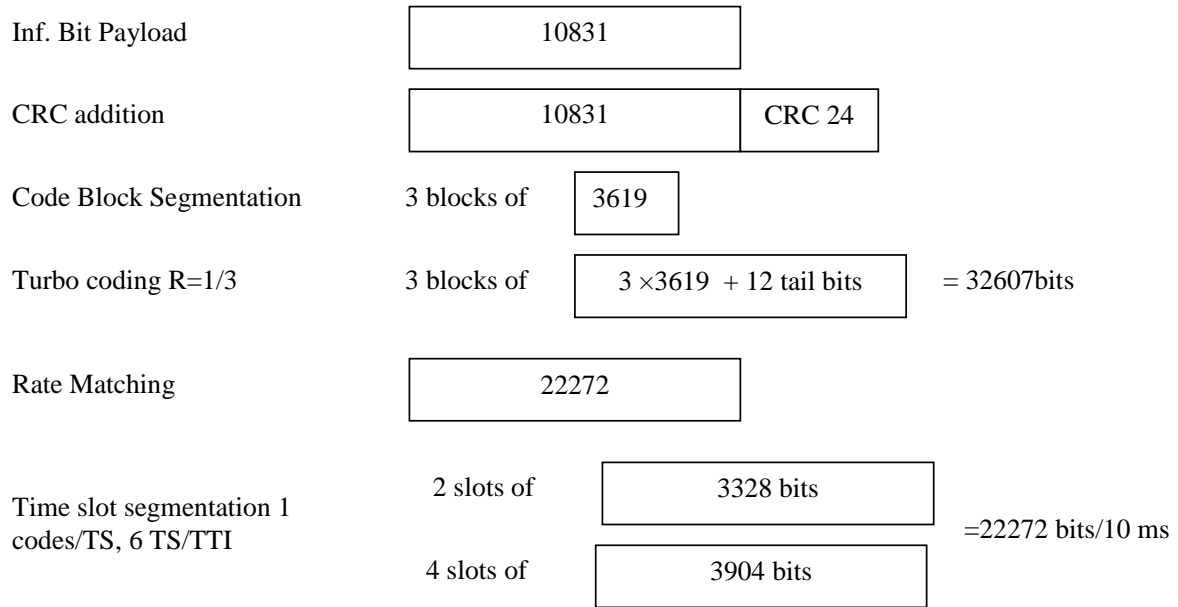 Inf. Bit Payload 10831
CRC addition 10831 CRC 24
Code Block Segmentation 3 blocks of 3619
Turbo coding R=1/3 3 blocks of 3 ×3619 + 12 tail bits = 32607bits
Rate Matching 22272
2 slots of 3328 bits
Time slot segmentation 1
codes/TS, 6 TS/TTI
=22272 bits/10 ms
4 slots of 3904 bits